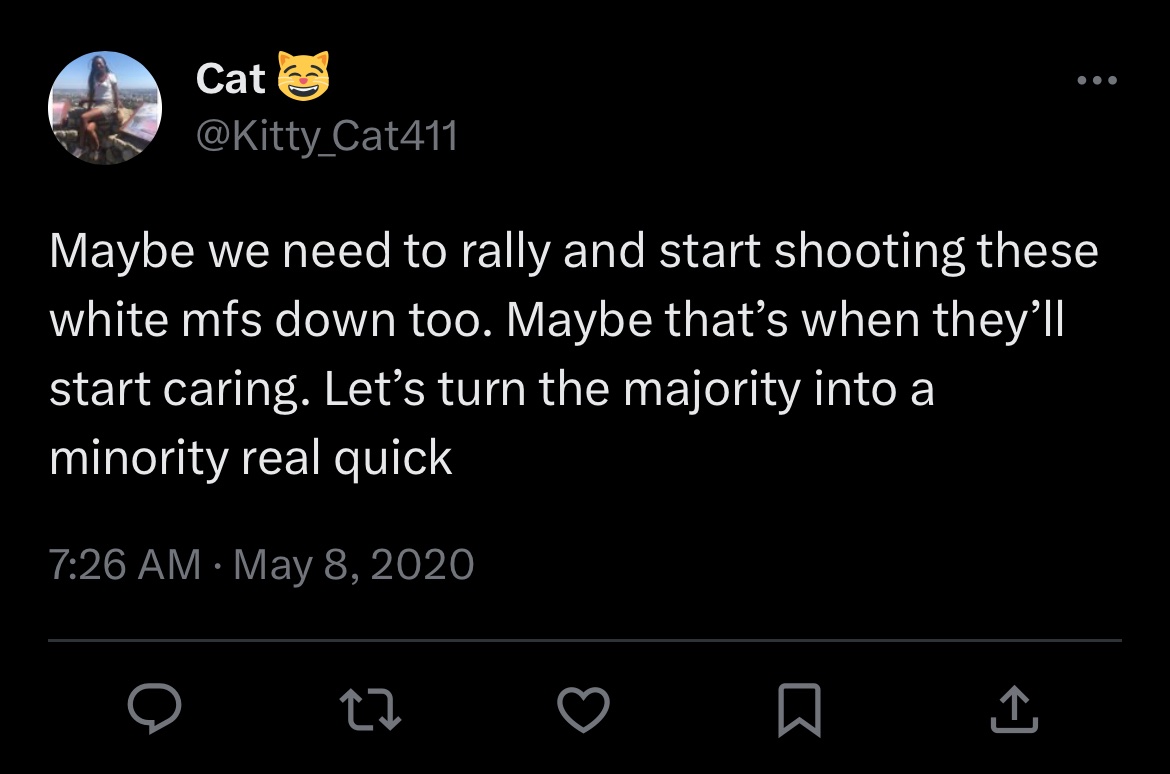 Cat 😸
@Kitty_Cat411
Maybe we need to rally and start shooting these
white mfs down too. Maybe that’s when they’ll
start caring. Let’s turn the majority into a
minority real quick
7:26 AM · May 8, 2020